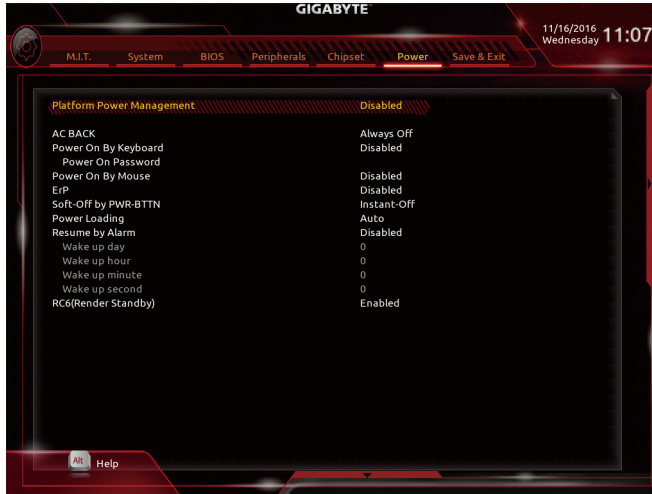 GIGABYTE™
11/16/2016
Wednesday
11:07
M.I.T. System BIOS Peripherals Chipset Power Save & Exit
Platform Power Management Disabled
AC BACK Always Off
Power On By Keyboard Disabled
Power On Password
Power On By Mouse Disabled
ErP Disabled
Soft-Off by PWR-BTTN Instant-Off
Power Loading Auto
Resume by Alarm Disabled
Wake up day 0
Wake up hour 0
Wake up minute 0
Wake up second 0
RC6(Render Standby) Enabled
Alt Help